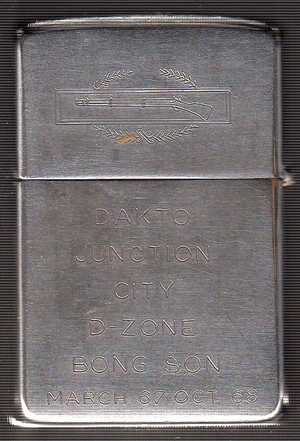 DAKTO
JUNCTION
CITY
D-ZONE
BONG SON
MARCH 67 OCT 68